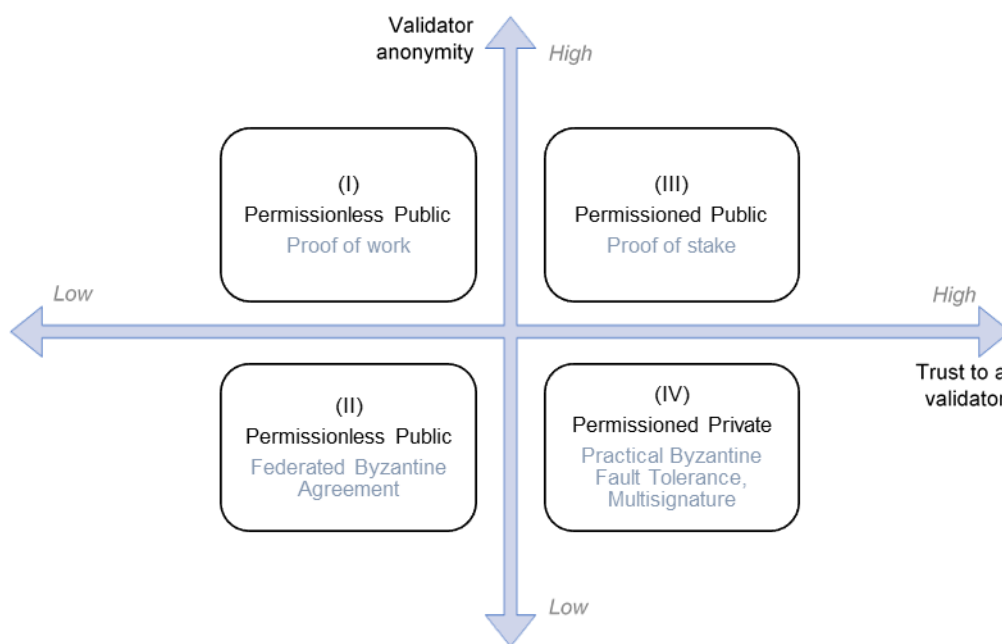 Validator
anonymity
High
(I)
Permissionless Public
Proof of work
(III)
Permissioned Public
Proof of stake
Low
High
Trust to a
validator
(II)
Permissionless Public
Federated Byzantine
Agreement
(IV)
Permissioned Private
Practical Byzantine
Fault Tolerance,
Multisignature
Low